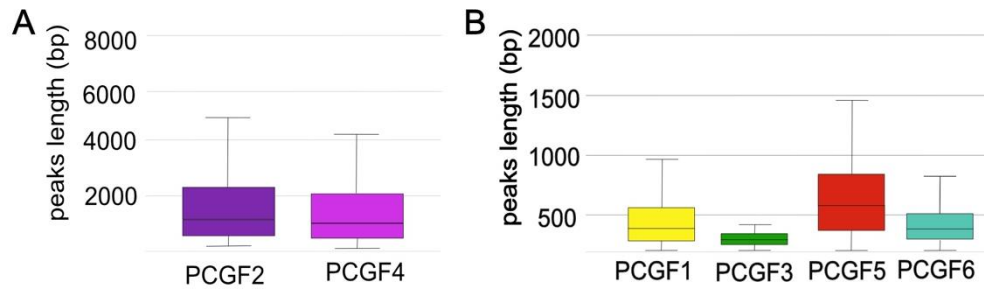 A
peaks length (bp)
8000
6000
4000
2000
PCGF2
PCGF4
B
peaks length (bp)
2000
1500
1000
500
PCGF1
PCGF3
PCGF5
PCGF6